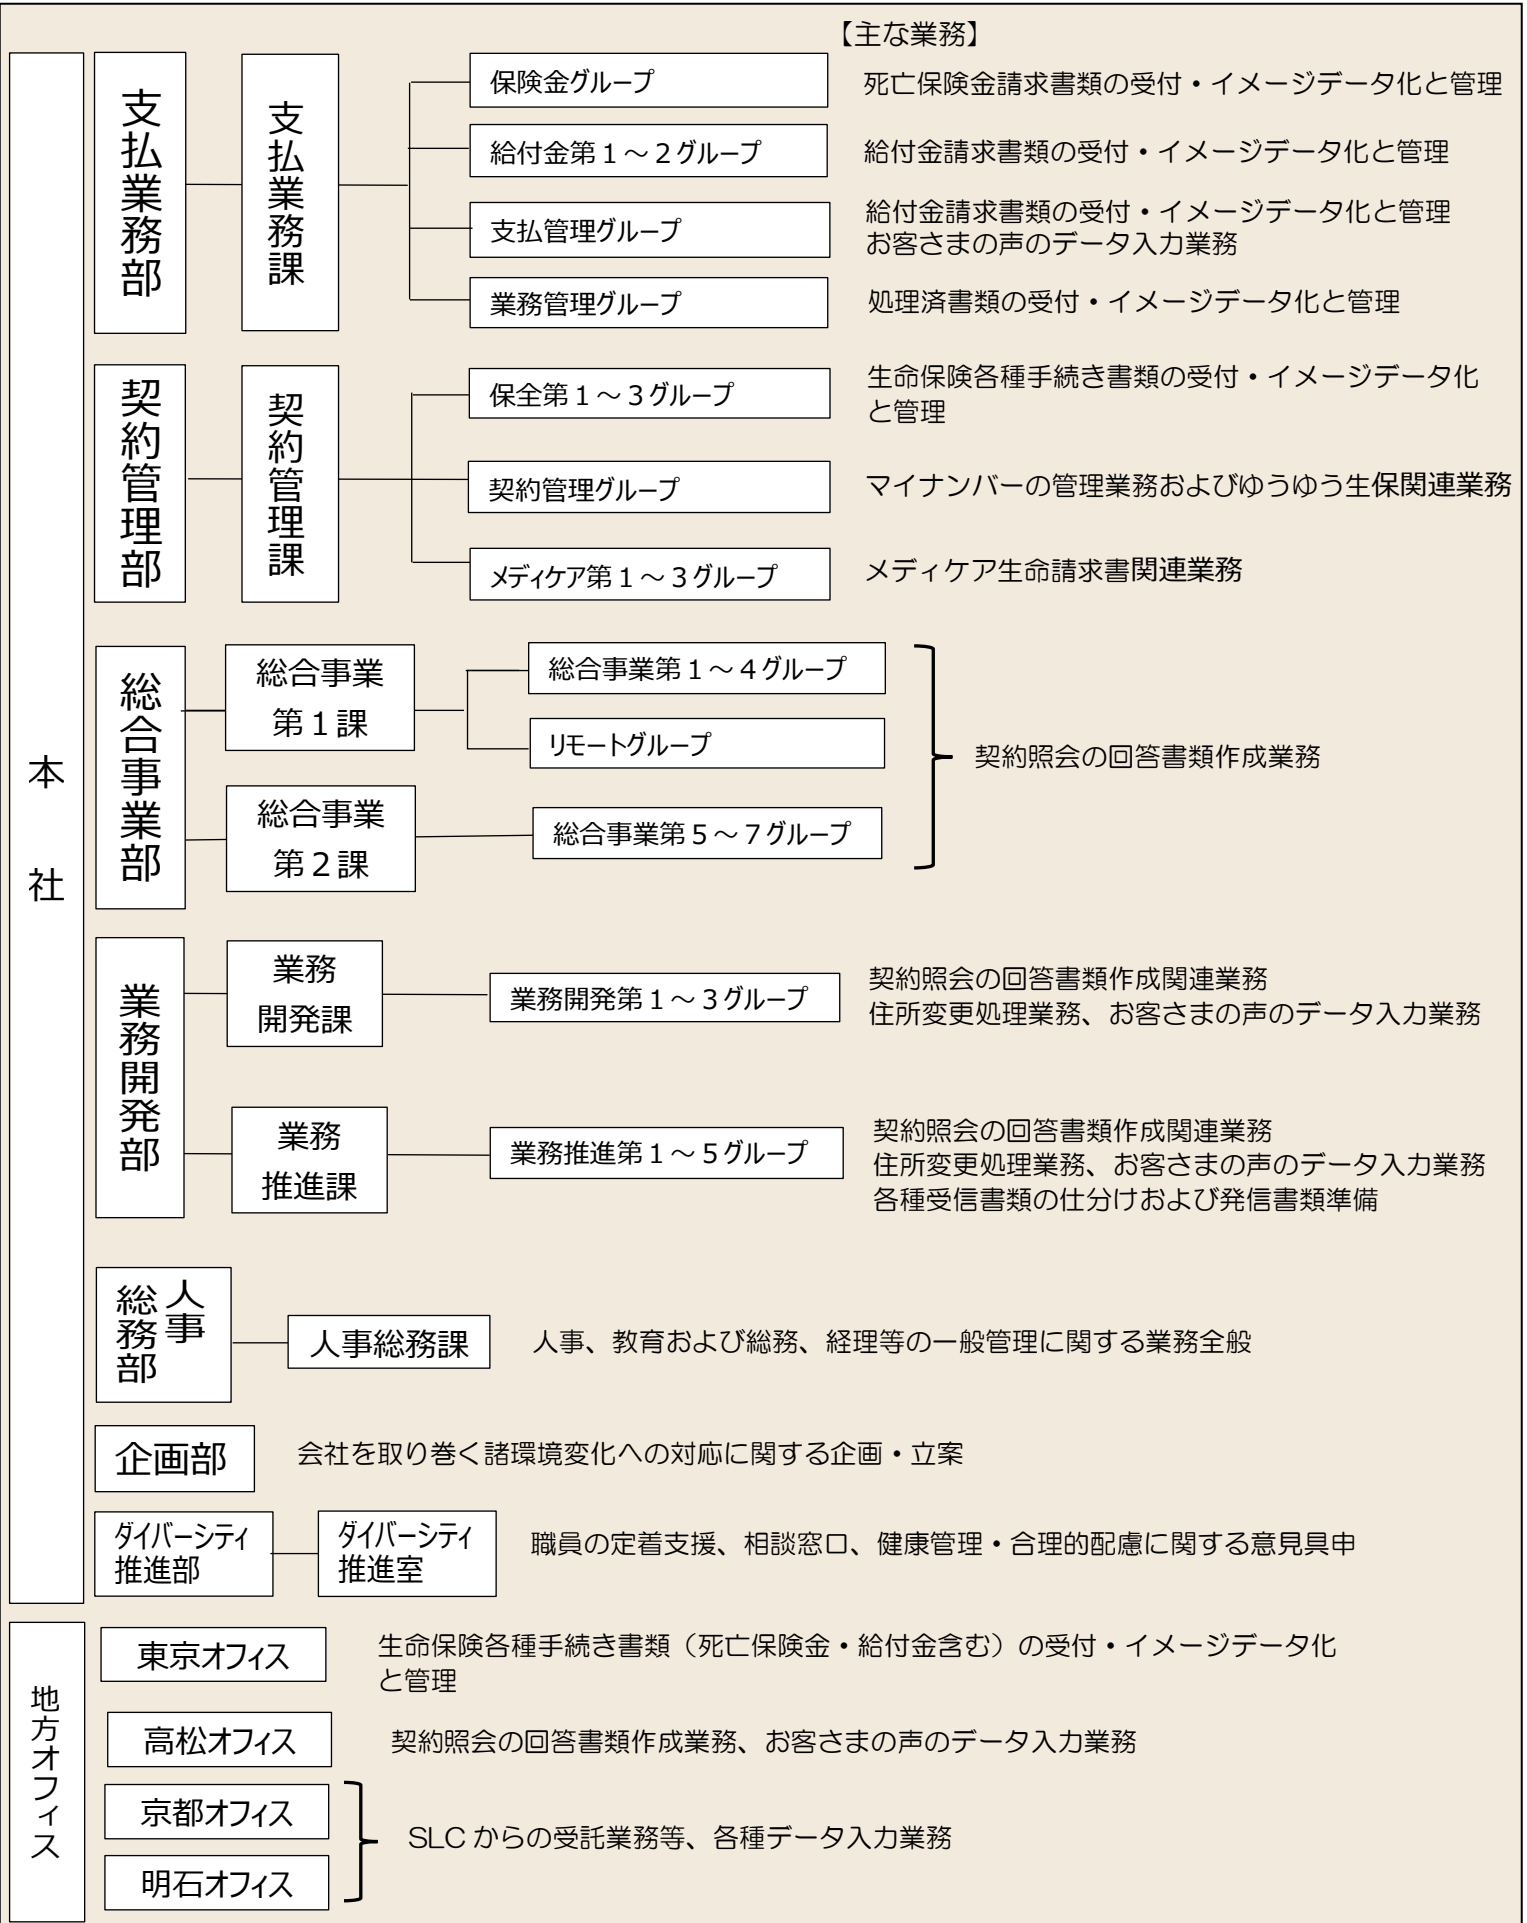 【主な業務】
本社
支払業務部
支払業務課
保険金グループ
死亡保険金請求書類の受付・イメージデータ化と管理
給付金第１～２グループ
給付金請求書類の受付・イメージデータ化と管理
支払管理グループ
給付金請求書類の受付・イメージデータ化と管理
お客さまの声のデータ入力業務
業務管理グループ
処理済書類の受付・イメージデータ化と管理
契約管理部
契約管理課
保全第１～３グループ
生命保険各種手続き書類の受付・イメージデータ化
と管理
契約管理グループ
マイナンバーの管理業務およびゆうゆう生保関連業務
メディケア第１～３グループ
メディケア生命請求書関連業務
総合事業部
総合事業
第１課
総合事業第１～４グループ
リモートグループ
総合事業
第２課
総合事業第５～７グループ
契約照会の回答書類作成業務
業務開発部
業務
開発課
業務開発第１～３グループ
契約照会の回答書類作成関連業務
住所変更処理業務、お客さまの声のデータ入力業務
業務
推進課
業務推進第１～５グループ
契約照会の回答書類作成関連業務
住所変更処理業務、お客さまの声のデータ入力業務
各種受信書類の仕分けおよび発信書類準備
人事
総務部
人事総務課
人事、教育および総務、経理等の一般管理に関する業務全般
企画部
会社を取り巻く諸環境変化への対応に関する企画・立案
ダイバーシティ
推進部
ダイバーシティ
推進室
職員の定着支援、相談窓口、健康管理・合理的配慮に関する意見具申
地方オフィス
東京オフィス
生命保険各種手続き書類（死亡保険金・給付金含む）の受付・イメージデータ化
と管理
高松オフィス
契約照会の回答書類作成業務、お客さまの声のデータ入力業務
京都オフィス
明石オフィス
SLCからの受託業務等、各種データ入力業務